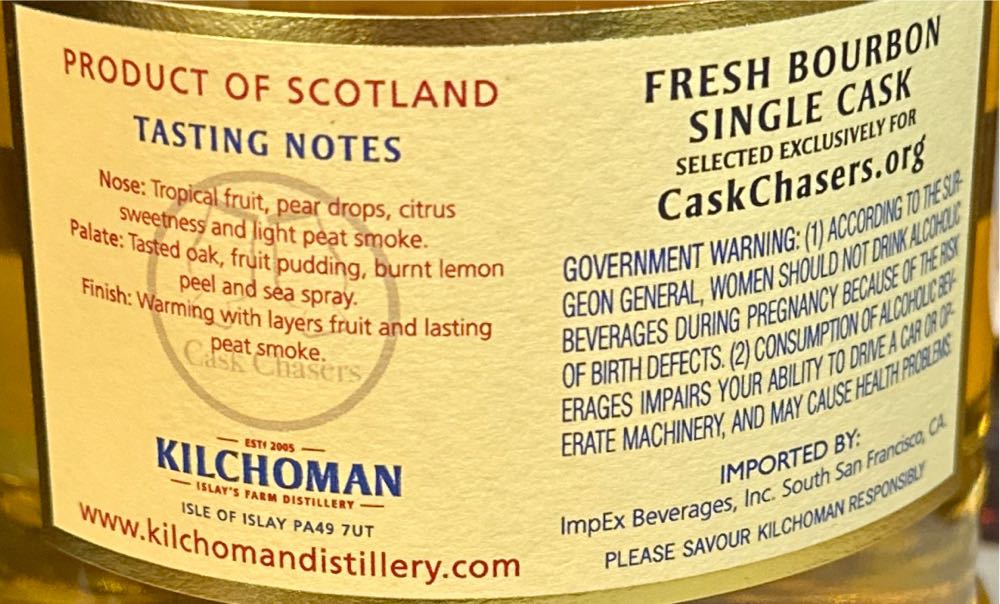 PRODUCT OF SCOTLAND
TASTING NOTES
Nose: Tropical fruit, pear drops, citrus
sweetness and light peat smoke.
Palate: Tasted oak, fruit pudding, burnt lemon
peel and sea spray.
Finish: Warming with layers fruit and lasting
peat smoke.
Cask Chasers
ESTd 2005
KILCHOMAN
ISLAY'S FARM DISTILLERY
ISLE OF ISLAY PA49 7UT
www.kilchomandistillery.com
FRESH BOURBON
SINGLE CASK
SELECTED EXCLUSIVELY FOR
CaskChasers.org
GOVERNMENT WARNING: (1) ACCORDING TO THE SUR-
GEON GENERAL, WOMEN SHOULD NOT DRINK ALCOHOLIC
BEVERAGES DURING PREGNANCY BECAUSE OF THE RISK
OF BIRTH DEFECTS. (2) CONSUMPTION OF ALCOHOLIC BEV-
ERAGES IMPAIRS YOUR ABILITY TO DRIVE A CAR OR OP-
ERATE MACHINERY, AND MAY CAUSE HEALTH PROBLEMS
IMPORTED BY:
ImpEx Beverages, Inc. South San Francisco, CA.
PLEASE SAVOUR KILCHOMAN RESPONSIBLY